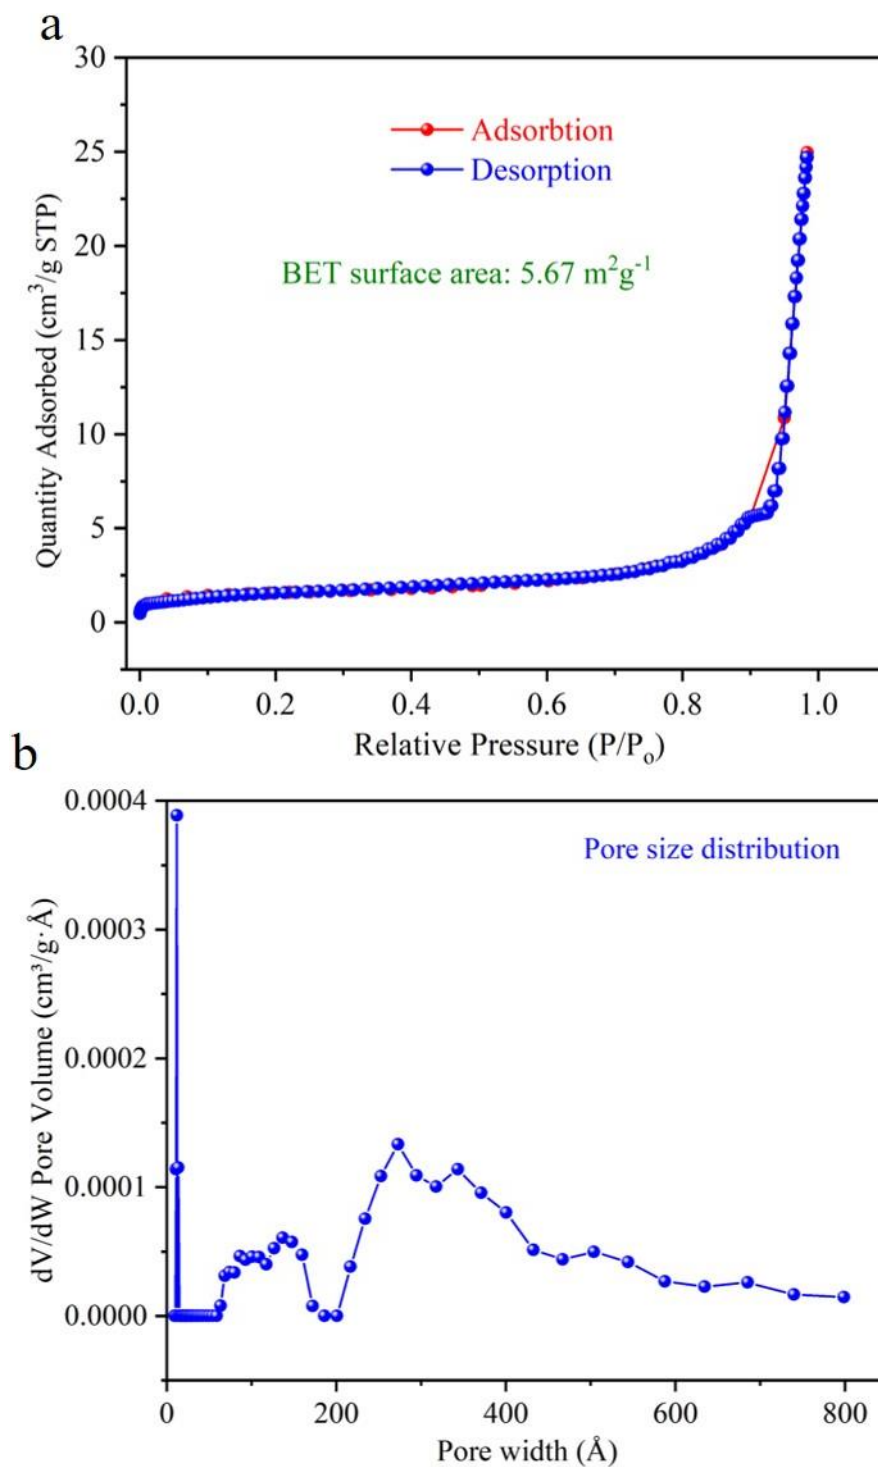 a
30
25
20
15
10
5
0
Quantity Adsorbed (cm³/g STP)
Adsorbtion
Desorption
BET surface area: 5.67 m²g⁻¹
0.0 0.2 0.4 0.6 0.8 1.0
Relative Pressure (P/Pₒ)
b
0.0004
0.0003
0.0002
0.0001
0.0000
dV/dW Pore Volume (cm³/g·Å)
Pore size distribution
0 200 400 600 800
Pore width (Å)